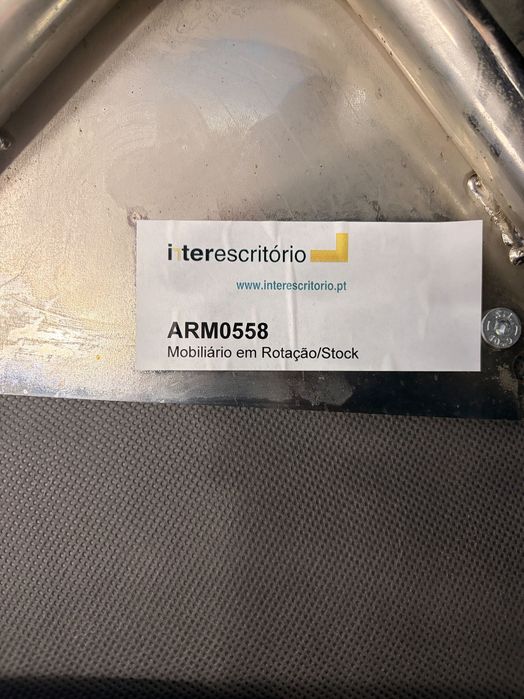 interescritório
www.interescritorio.pt
ARM0558
Mobiliário em Rotação/Stock